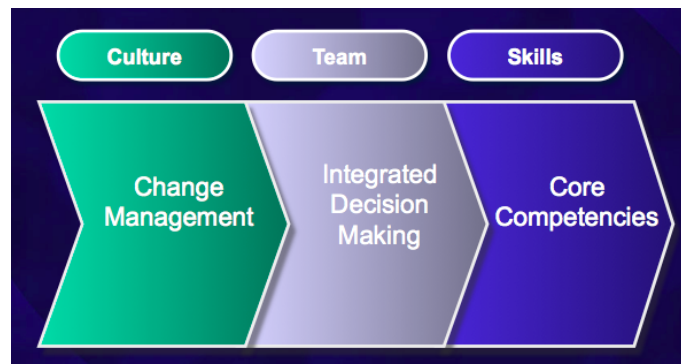 Culture
Team
Skills
Change
Management
Integrated
Decision
Making
Core
Competencies